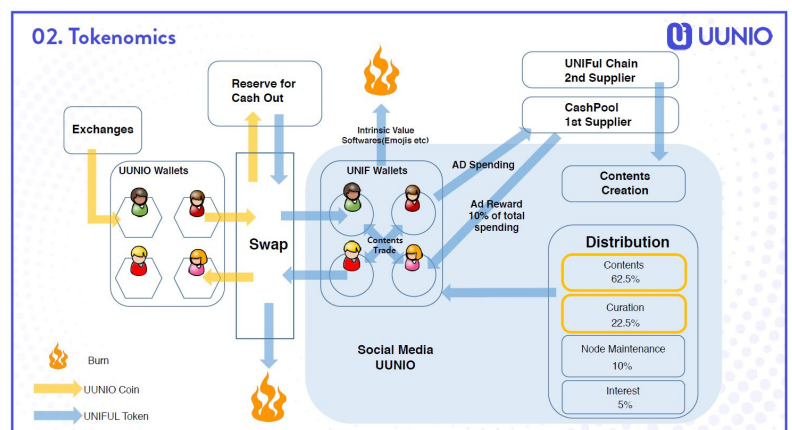 02. Tokenomics
UUNIO
Reserve for
Cash Out
UNIFul Chain
2nd Supplier
CashPool
1st Supplier
Exchanges
Intrinsic Value
Softwares(Emojis etc)
UUNIO Wallets
UNIF Wallets
AD Spending
Contents
Creation
Ad Reward
10% of total
spending
Swap
Contents
Trade
Distribution
Contents
62.5%
Curation
22.5%
Node Maintenance
10%
Interest
5%
Social Media
UUNIO
Burn
UUNIO Coin
UNIFUL Token